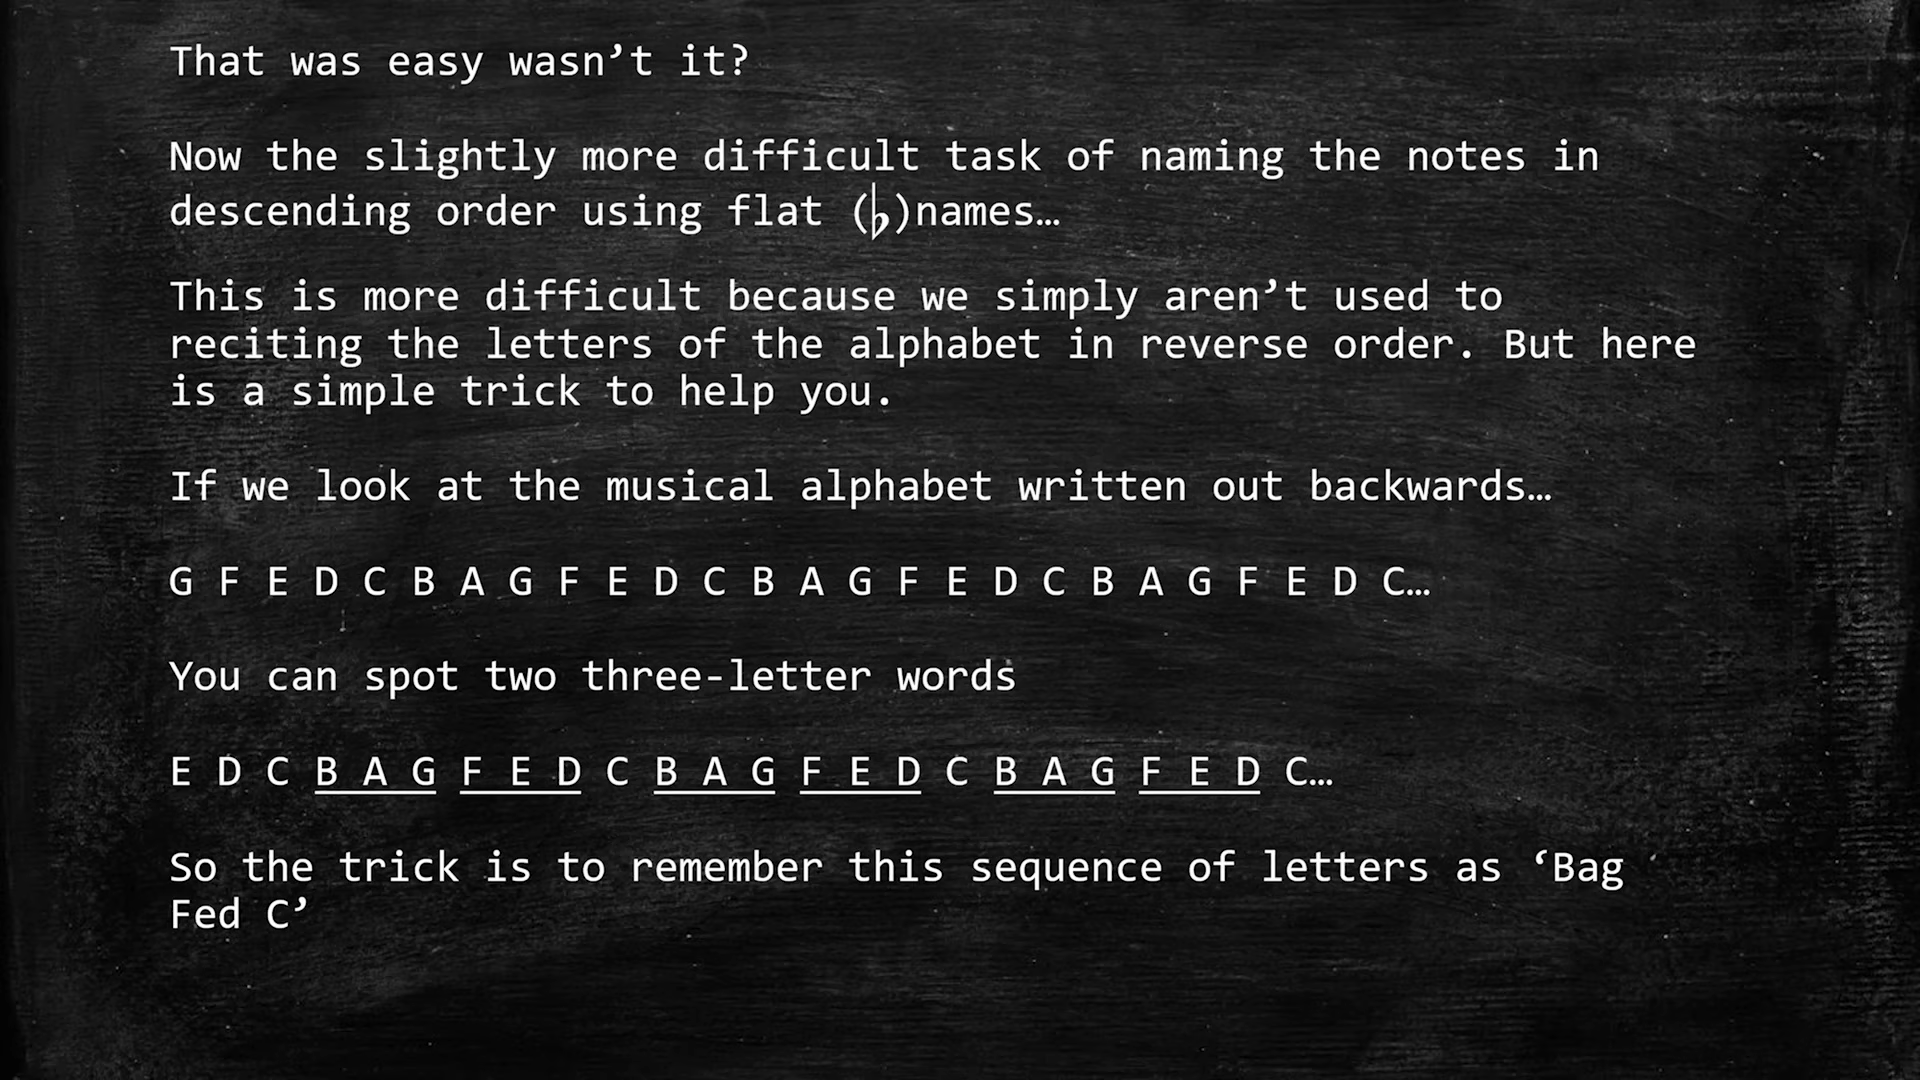 That was easy wasn’t it?
Now the slightly more difficult task of naming the notes in
descending order using flat (♭)names…
This is more difficult because we simply aren’t used to
reciting the letters of the alphabet in reverse order. But here
is a simple trick to help you.
If we look at the musical alphabet written out backwards…
G F E D C B A G F E D C B A G F E D C B A G F E D C…
You can spot two three-letter words
E D C B A G F E D C B A G F E D C B A G F E D C…
So the trick is to remember this sequence of letters as ‘Bag
Fed C’